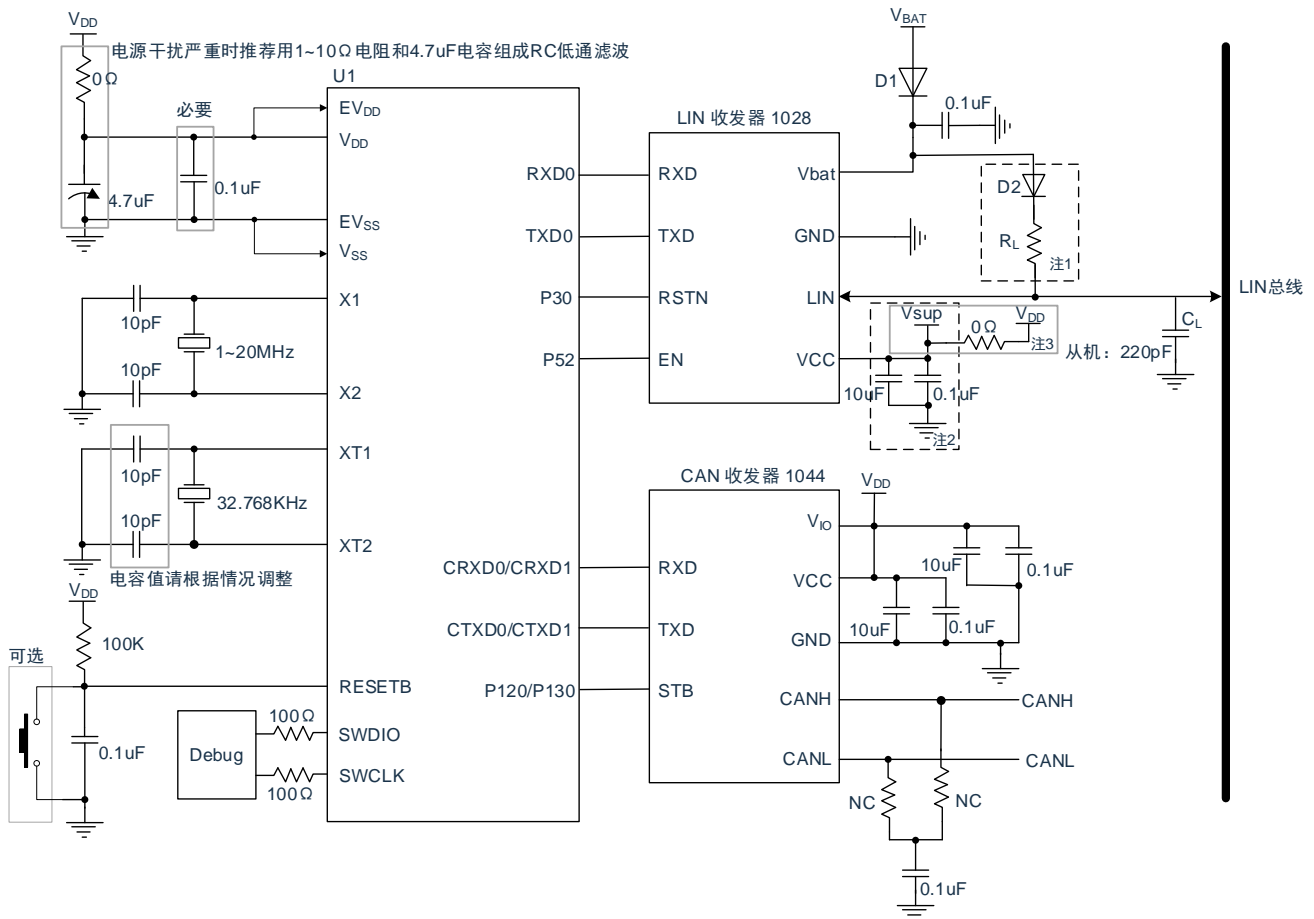 VDD
电源干扰严重时推荐用1~10Ω 电阻和4.7uF电容组成RC低通滤波
0Ω
必要
4.7uF
0.1uF
U1
EVDD
VDD
EVSS
VSS
X1
X2
XT1
XT2
RESETB
SWDIO
SWCLK
10pF
10pF
1~20MHz
10pF
10pF
32.768KHz
电容值请根据情况调整
VDD
100K
可选
0.1uF
Debug
100Ω
100Ω
RXD0
TXD0
P30
P52
CRXD0/CRXD1
CTXD0/CTXD1
P120/P130
LIN 收发器 1028
RXD
TXD
RSTN
EN
Vbat
GND
LIN
VCC
VBAT
D1
0.1uF
D2
RL
注1
LIN总线
Vsup
0Ω
VDD
注3
从机：220pF
CL
10uF
0.1uF
注2
CAN 收发器 1044
RXD
TXD
STB
VIO
VCC
GND
CANH
CANL
VDD
10uF
0.1uF
10uF
0.1uF
CANH
CANL
NC
NC
0.1uF